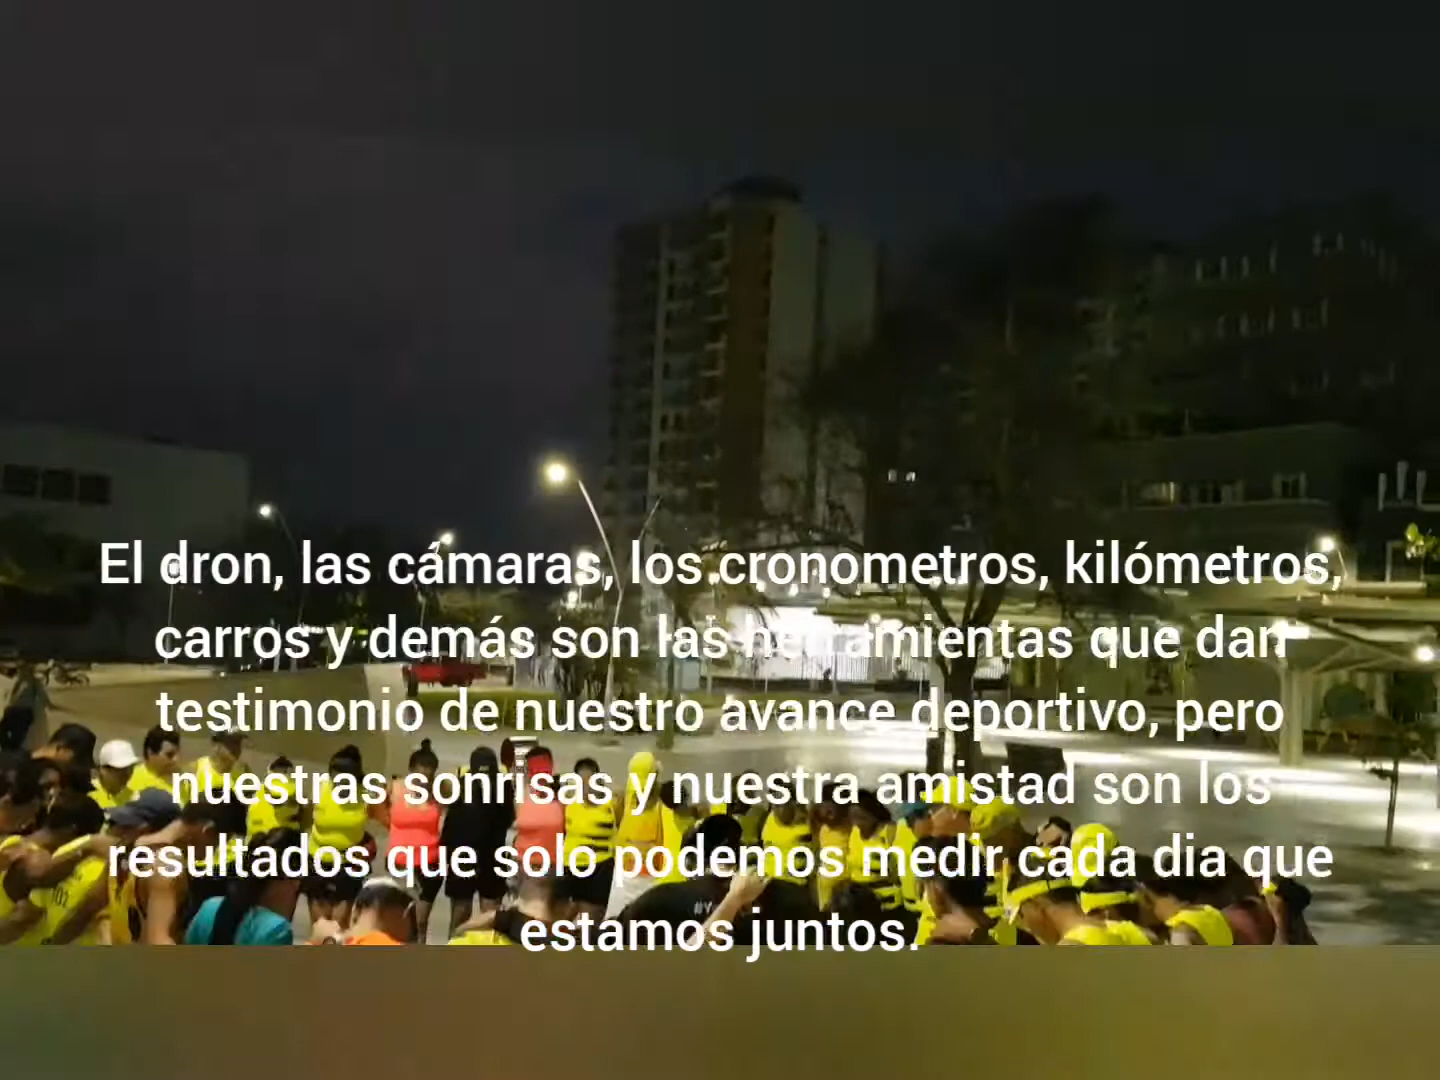 El dron, las cámaras, los cronometros, kilómetros,
carros y demás son las herramientas que dan
testimonio de nuestro avance deportivo, pero
nuestras sonrisas y nuestra amistad son los
resultados que solo podemos medir cada dia que
estamos juntos.